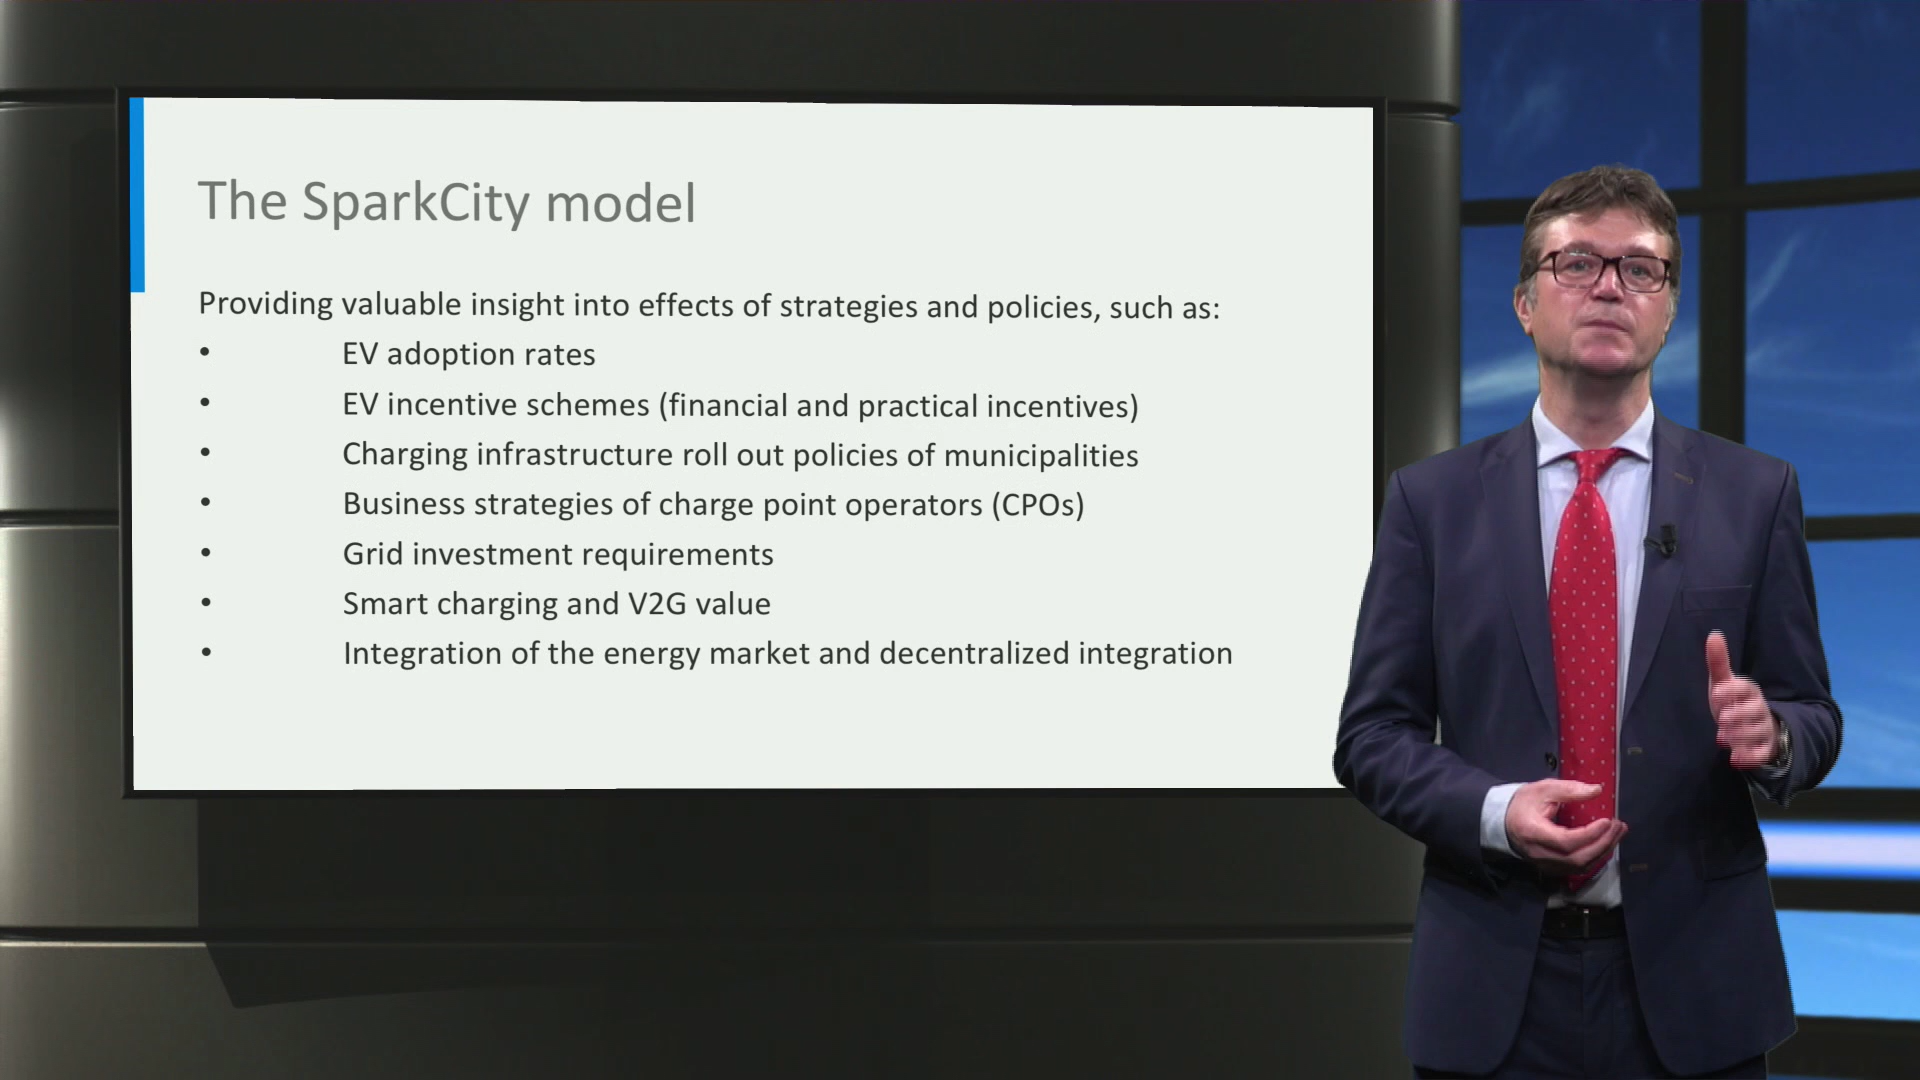 The SparkCity model
Providing valuable insight into effects of strategies and policies, such as:
• EV adoption rates
• EV incentive schemes (financial and practical incentives)
• Charging infrastructure roll out policies of municipalities
• Business strategies of charge point operators (CPOs)
• Grid investment requirements
• Smart charging and V2G value
• Integration of the energy market and decentralized integration